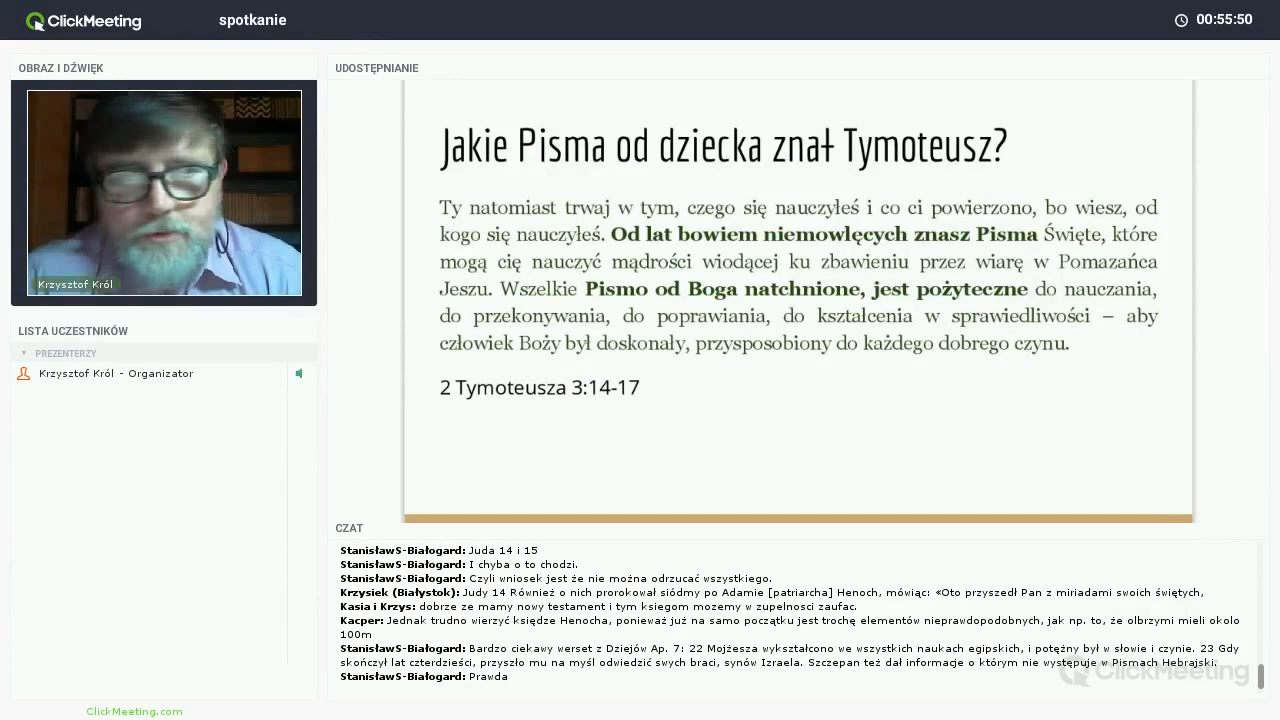 ClickMeeting
spotkanie
00:55:50
OBRAZ I DŹWIĘK
Krzysztof Król
LISTA UCZESTNIKÓW
PREZENTERZY
Krzysztof Król - Organizator
ClickMeeting.com
UDOSTĘPNIANIE
Jakie Pisma od dziecka znał Tymoteusz?
Ty natomiast trwaj w tym, czego się nauczyłeś i co ci powierzono, bo wiesz, od
kogo się nauczyłeś. Od lat bowiem niemowlęcych znasz Pisma Święte, które
mogą cię nauczyć mądrości wiodącej ku zbawieniu przez wiarę w Pomazańca
Jeszu. Wszelkie Pismo od Boga natchnione, jest pożyteczne do nauczania,
do przekonywania, do poprawiania, do kształcenia w sprawiedliwości – aby
człowiek Boży był doskonały, przysposobiony do każdego dobrego czynu.
2 Tymoteusza 3:14-17
CZAT
StanisławS-Białogard: Juda 14 i 15
StanisławS-Białogard: I chyba o to chodzi.
StanisławS-Białogard: Czyli wniosek jest że nie można odrzucać wszystkiego.
Krzysiek (Białystok): Judy 14 Również o nich prorokował siódmy po Adamie [patriarcha] Henoch, mówiąc: «Oto przyszedł Pan z miriadami swoich świętych,
Kasia i Krzys: dobrze ze mamy nowy testament i tym ksiegom mozemy w zupelnosci zaufac.
Kacper: Jednak trudno wierzyć księdze Henocha, ponieważ już na samo początku jest trochę elementów nieprawdopodobnych, jak np. to, że olbrzymi mieli okolo
100m
StanisławS-Białogard: Bardzo ciekawy werset z Dziejów Ap. 7: 22 Mojżesza wykształcono we wszystkich naukach egipskich, i potężny był w słowie i czynie. 23 Gdy
skończył lat czterdzieści, przyszło mu na myśl odwiedzić swych braci, synów Izraela. Szczepan też dał informaje o którym nie występuje w Pismach Hebrajski.
StanisławS-Białogard: Prawda
ClickMeeting